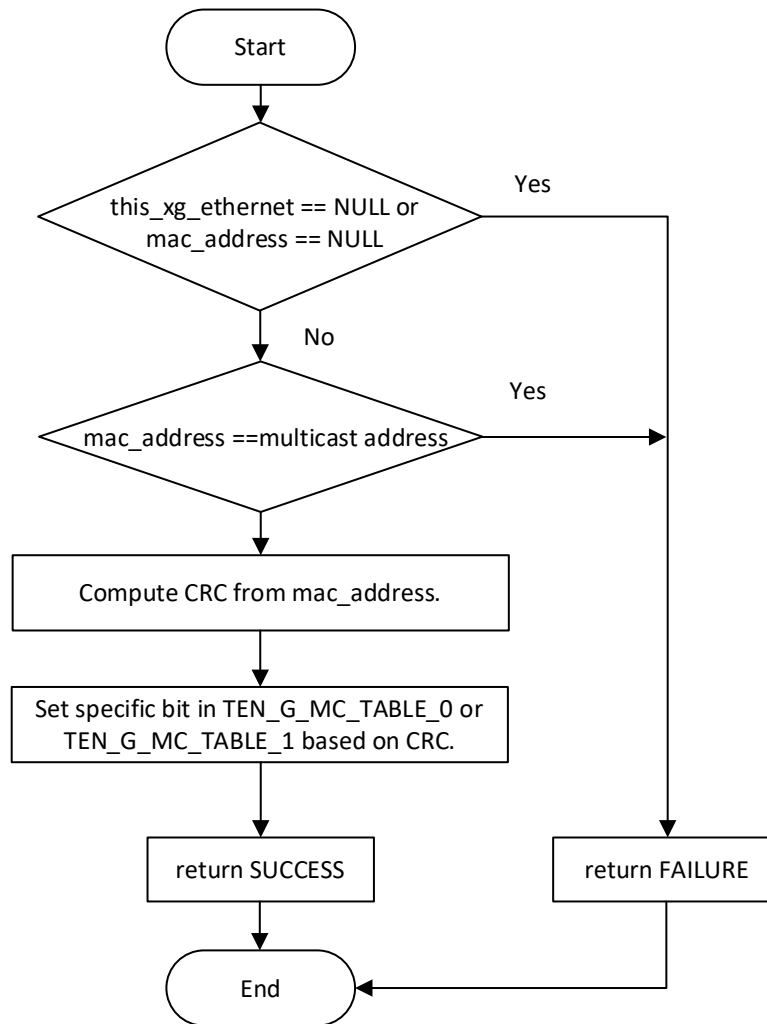 Start
this_xg_ethernet == NULL or
mac_address == NULL
Yes
No
mac_address ==multicast address
Yes
Compute CRC from mac_address.
Set specific bit in TEN_G_MC_TABLE_0 or
TEN_G_MC_TABLE_1 based on CRC.
return SUCCESS
return FAILURE
End